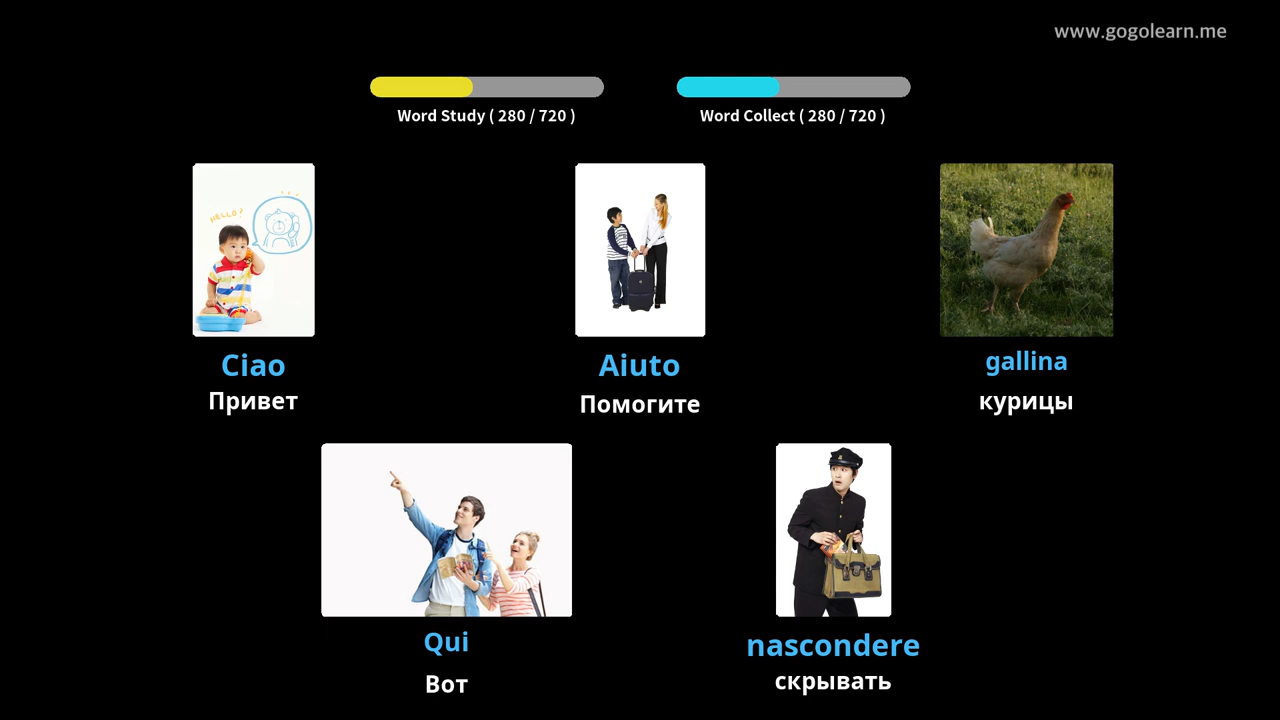 www.gogolearn.me
Word Study ( 280 / 720 )
Word Collect ( 280 / 720 )
HELLO?
Ciao
Привет
Aiuto
Помогите
gallina
курицы
Qui
Вот
nascondere
скрывать